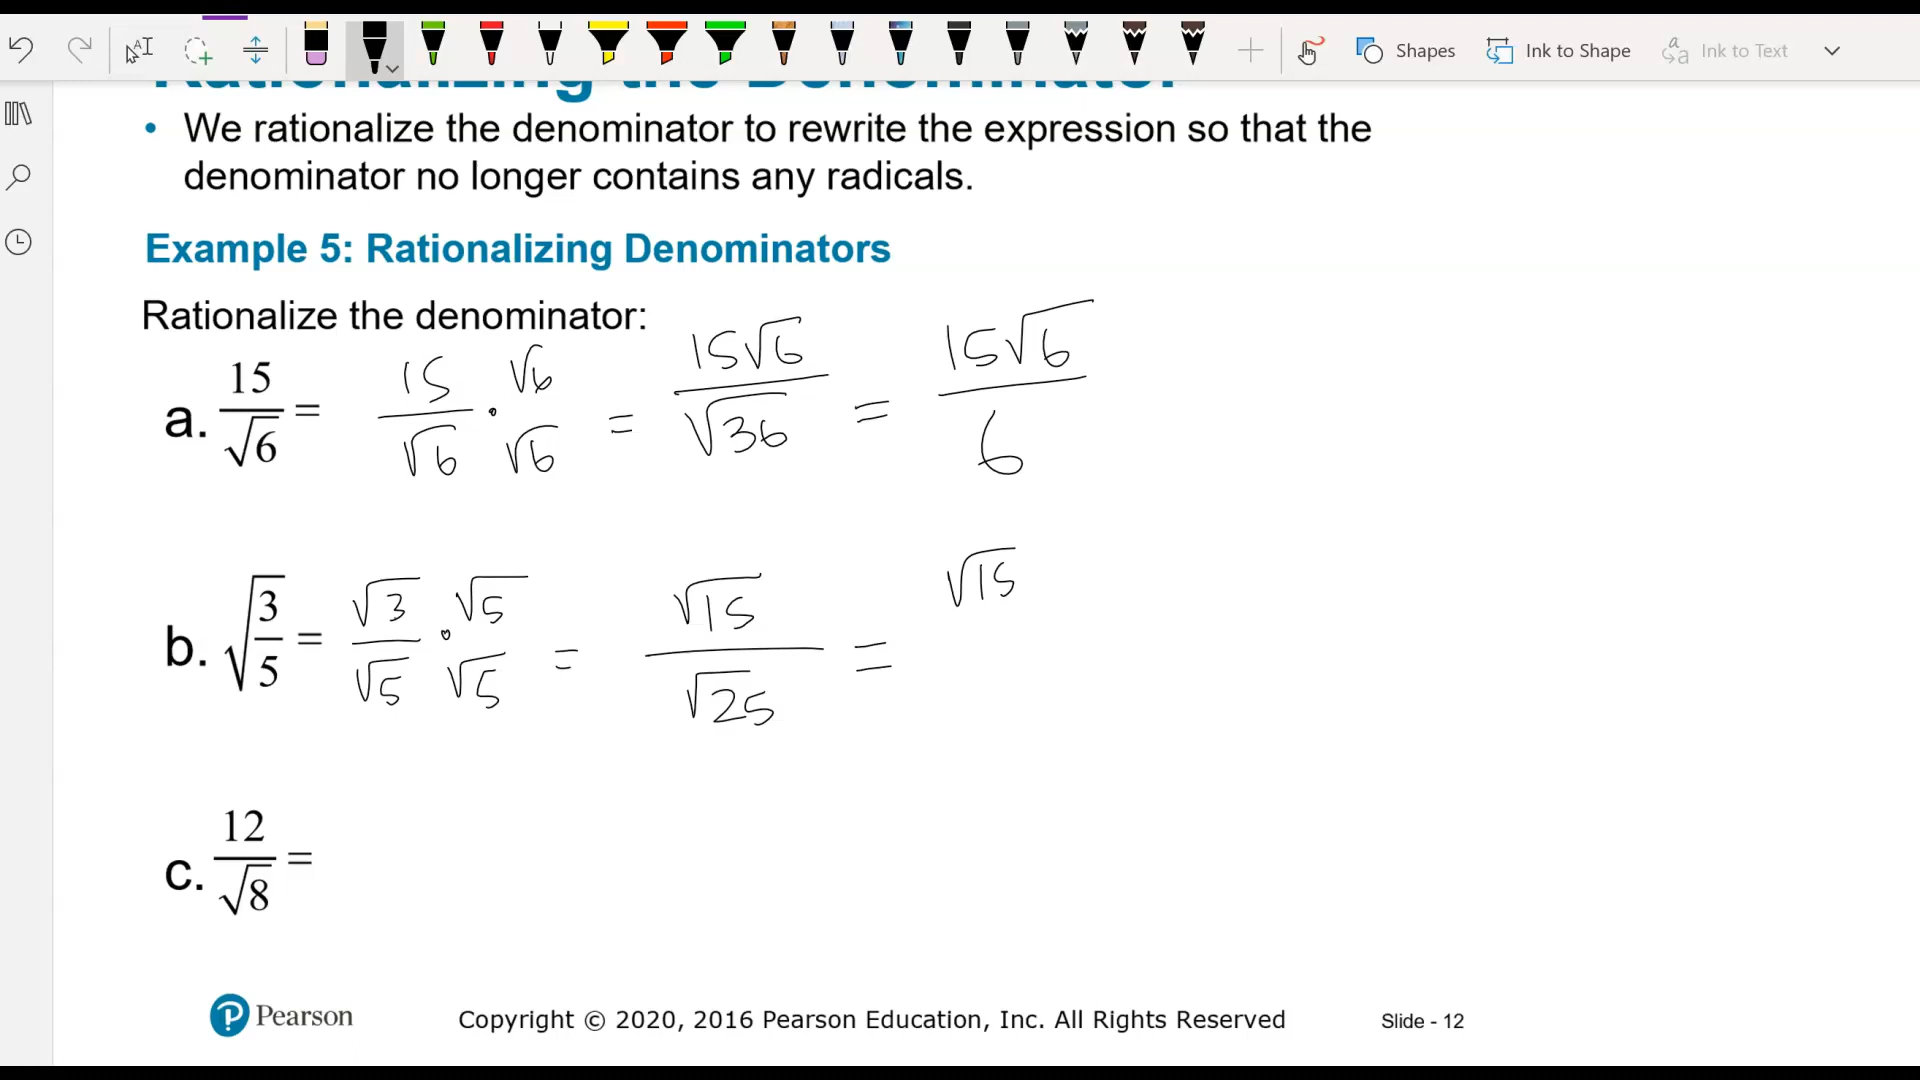 Shapes Ink to Shape Ink to Text
Rationalizing the Denominator
• We rationalize the denominator to rewrite the expression so that the
denominator no longer contains any radicals.
Example 5: Rationalizing Denominators
Rationalize the denominator:
a. 15/√6 = 15/√6 · √6/√6 = 15√6/√36 = 15√6/6
b. √(3/5) = √3/√5 · √5/√5 = √15/√25 = √15
c. 12/√8 =
Pearson Copyright © 2020, 2016 Pearson Education, Inc. All Rights Reserved Slide - 12